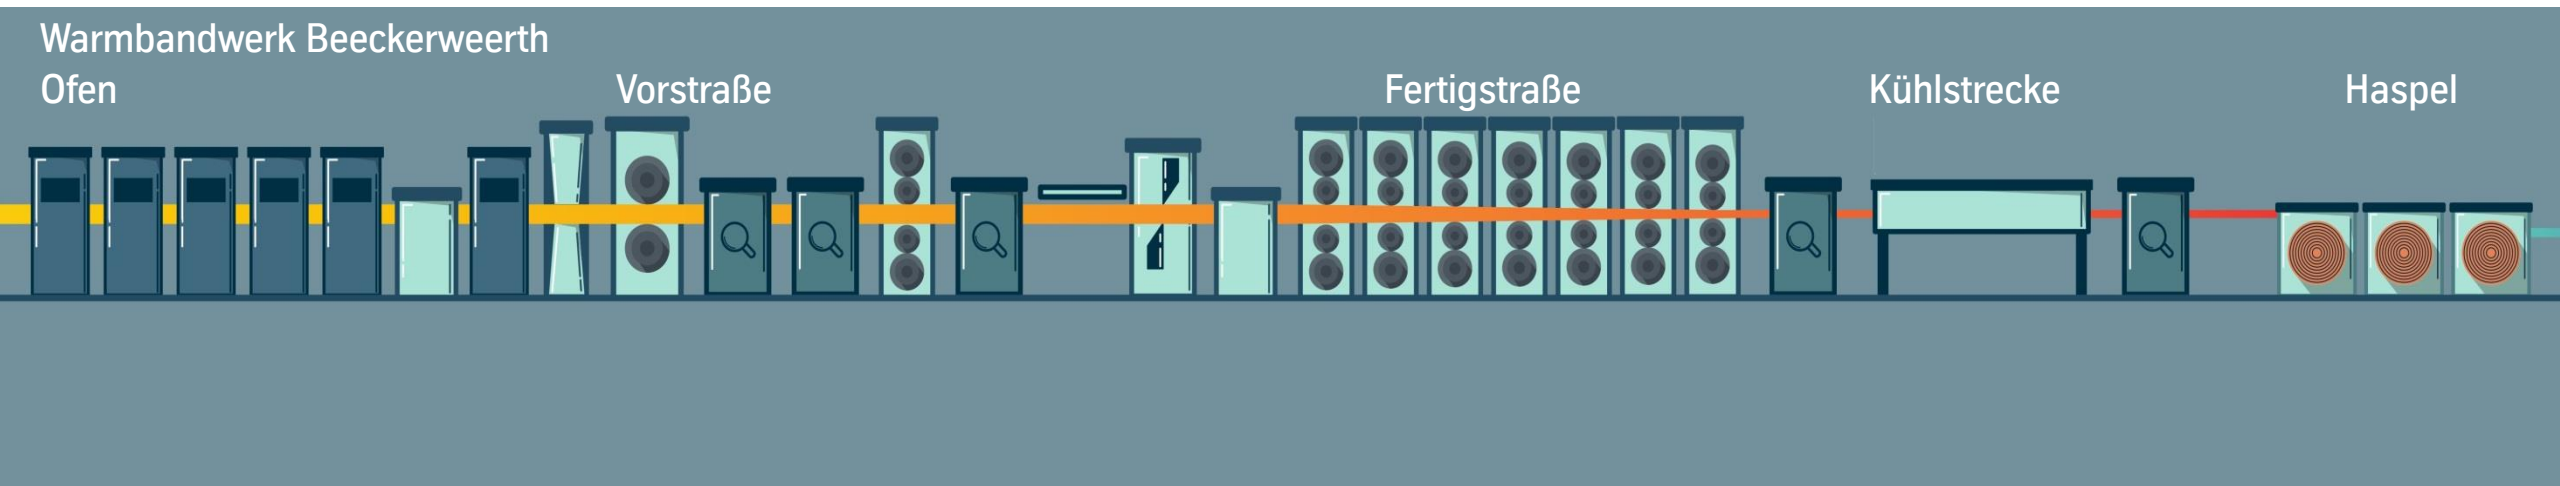 Warmbandwerk Beeckerweerth
Ofen
Vorstraße
Fertigstraße
Kühlstrecke
Haspel